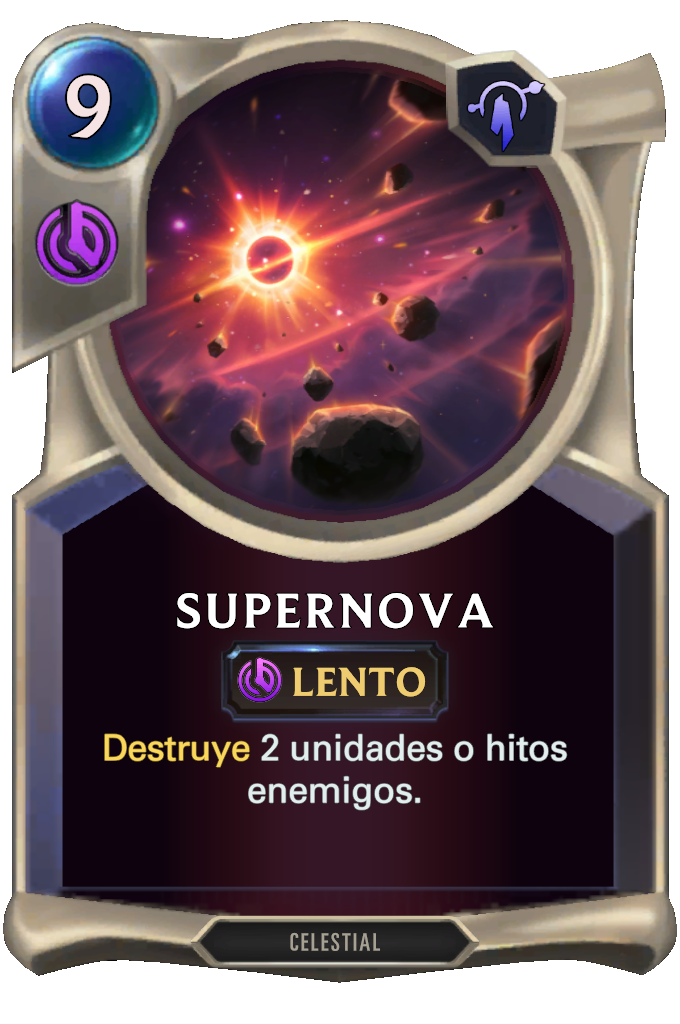 9
SUPERNOVA
LENTO
Destruye 2 unidades o hitos
enemigos.
CELESTIAL